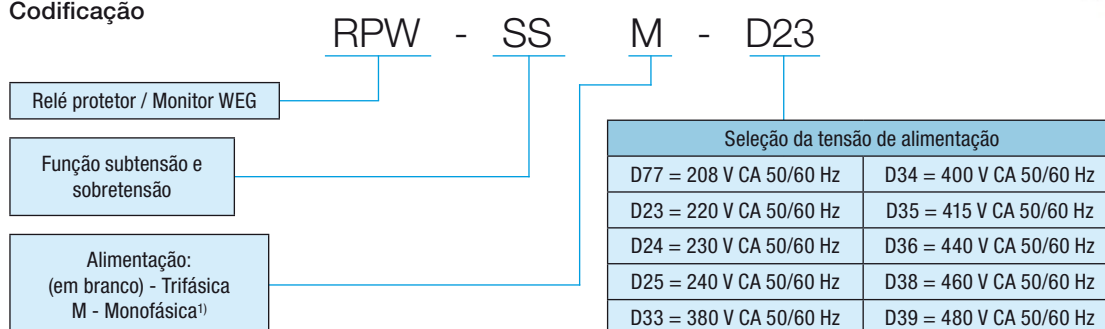 Codificação
RPW - SS M - D23
Relé protetor / Monitor WEG
Função subtensão e
sobretensão
Alimentação:
(em branco) - Trifásica
M - Monofásica¹⁾
Seleção da tensão de alimentação
D77 = 208 V CA 50/60 Hz D34 = 400 V CA 50/60 Hz
D23 = 220 V CA 50/60 Hz D35 = 415 V CA 50/60 Hz
D24 = 230 V CA 50/60 Hz D36 = 440 V CA 50/60 Hz
D25 = 240 V CA 50/60 Hz D38 = 460 V CA 50/60 Hz
D33 = 380 V CA 50/60 Hz D39 = 480 V CA 50/60 Hz